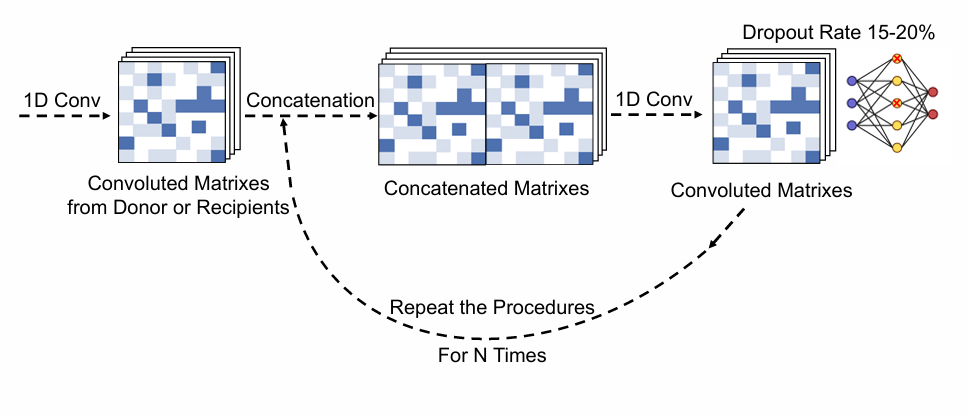 Dropout Rate 15-20%
1D Conv
Concatenation
1D Conv
Convoluted Matrixes
from Donor or Recipients
Concatenated Matrixes
Convoluted Matrixes
Repeat the Procedures
For N Times